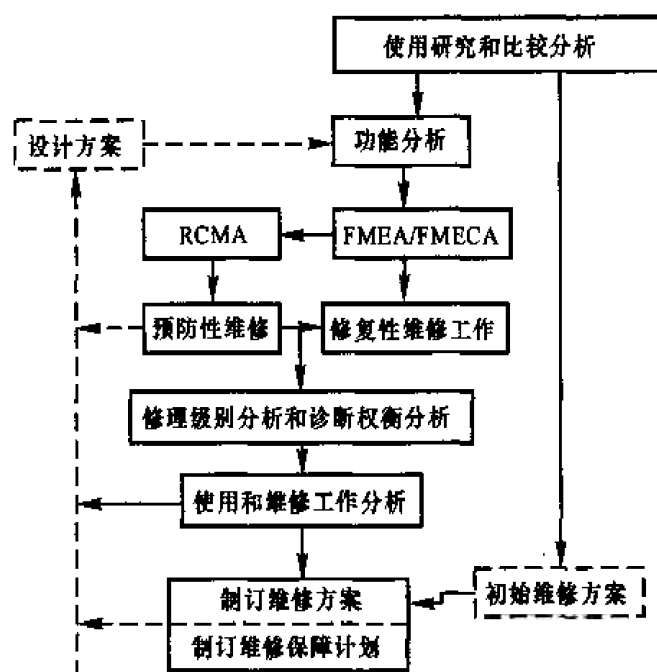 使用研究和比较分析
设计方案
功能分析
RCMA
FMEA/FMECA
预防性维修
修复性维修工作
修理级别分析和诊断权衡分析
使用和维修工作分析
制订维修方案
初始维修方案
制订维修保障计划